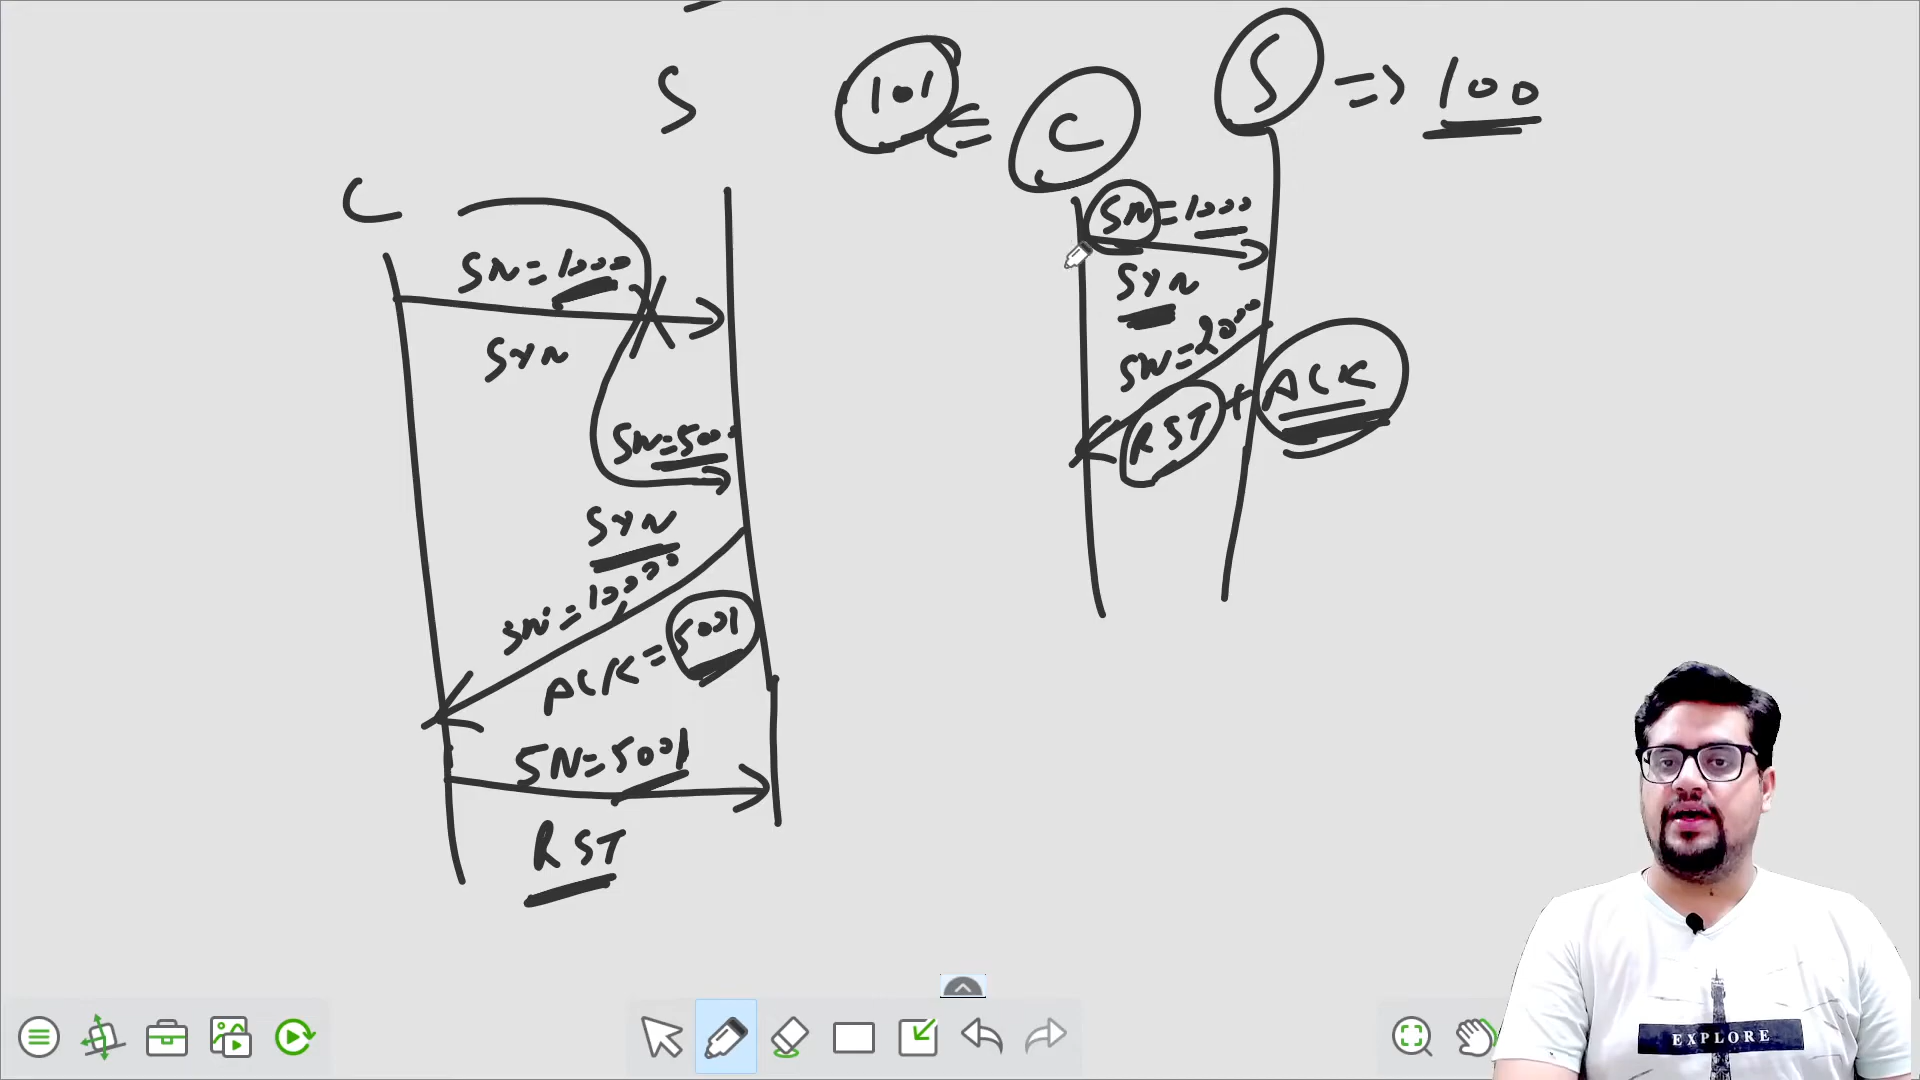 S
C
SN=1000
SYN
SN=500
SYN
SN=10000
ACK=5001
SN=5001
RST
101 <= C
S => 100
SN=1000
SYN
SN=2000
RST+ACK
EXPLORE